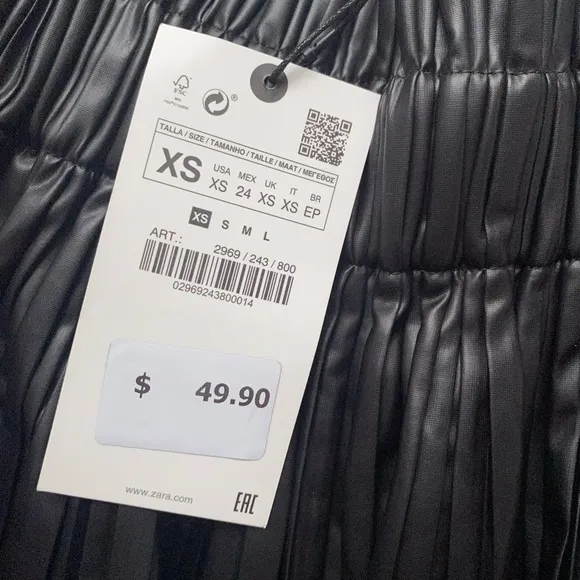 FSC
®
TALLA / SIZE / TAMANHO / TAILLE / MAAT / ΜΕΓΕΘΟΣ
XS
USA MEX UK IT BR
XS 24 XS XS EP
XS S M L
ART.: 2969 / 243 / 800
02969243800014
$ 49.90
www.zara.com
EAC